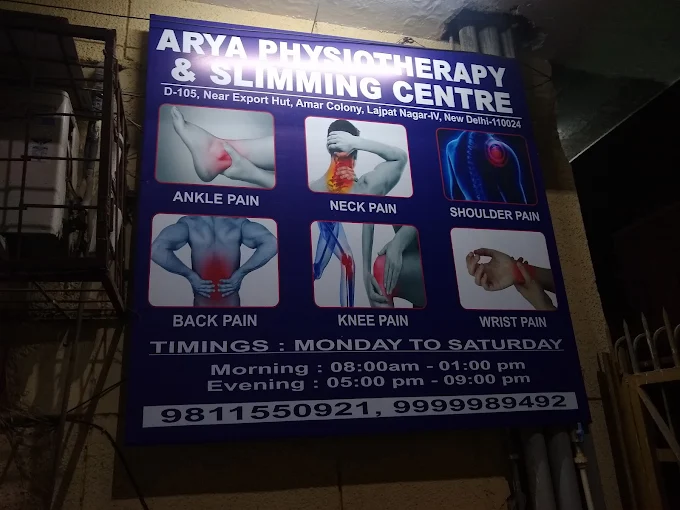 ARYA PHYSIOTHERAPY
& SLIMMING CENTRE
D-105, Near Export Hut, Amar Colony, Lajpat Nagar-IV, New Delhi-110024
ANKLE PAIN
NECK PAIN
SHOULDER PAIN
BACK PAIN
KNEE PAIN
WRIST PAIN
TIMINGS : MONDAY TO SATURDAY
Morning : 08:00am - 01:00 pm
Evening : 05:00 pm - 09:00 pm
9811550921, 9999989492